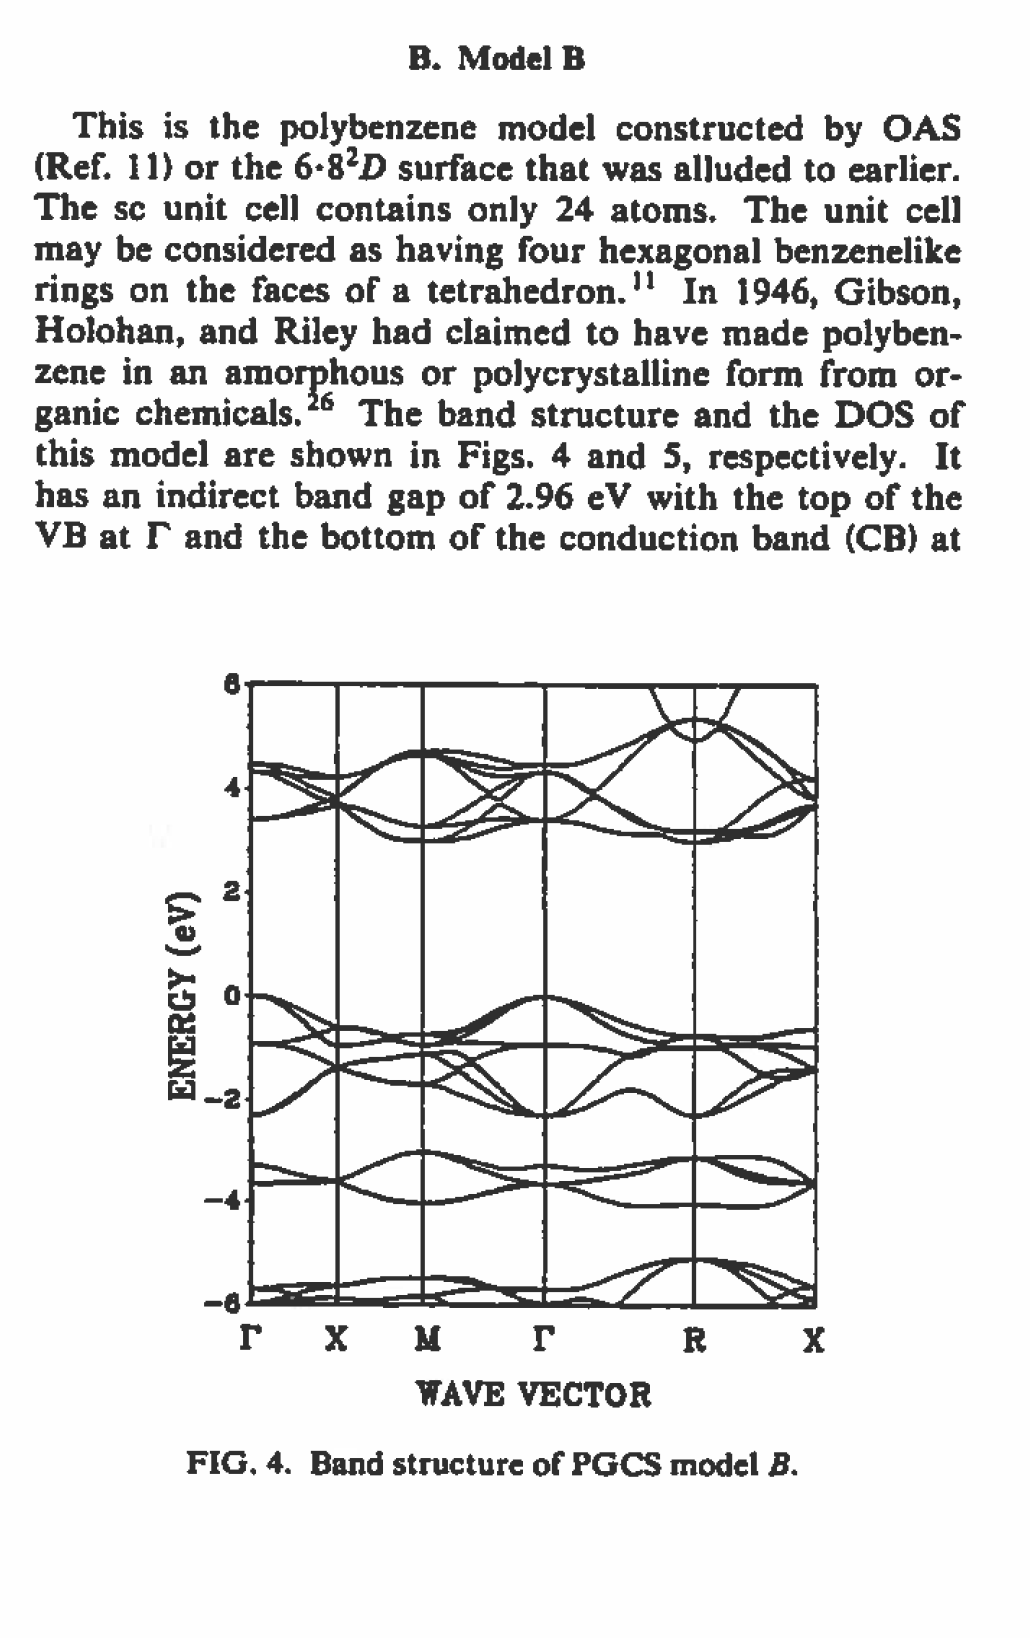 B. Model B
This is the polybenzene model constructed by OAS
(Ref. 11) or the 6·8²D surface that was alluded to earlier.
The sc unit cell contains only 24 atoms. The unit cell
may be considered as having four hexagonal benzenelike
rings on the faces of a tetrahedron.¹¹ In 1946, Gibson,
Holohan, and Riley had claimed to have made polyben-
zene in an amorphous or polycrystalline form from or-
ganic chemicals.²⁶ The band structure and the DOS of
this model are shown in Figs. 4 and 5, respectively. It
has an indirect band gap of 2.96 eV with the top of the
VB at Γ and the bottom of the conduction band (CB) at
6
4
2
0
−2
−4
−6
ENERGY (eV)
Γ X M Γ R X
WAVE VECTOR
FIG. 4. Band structure of PGCS model B.